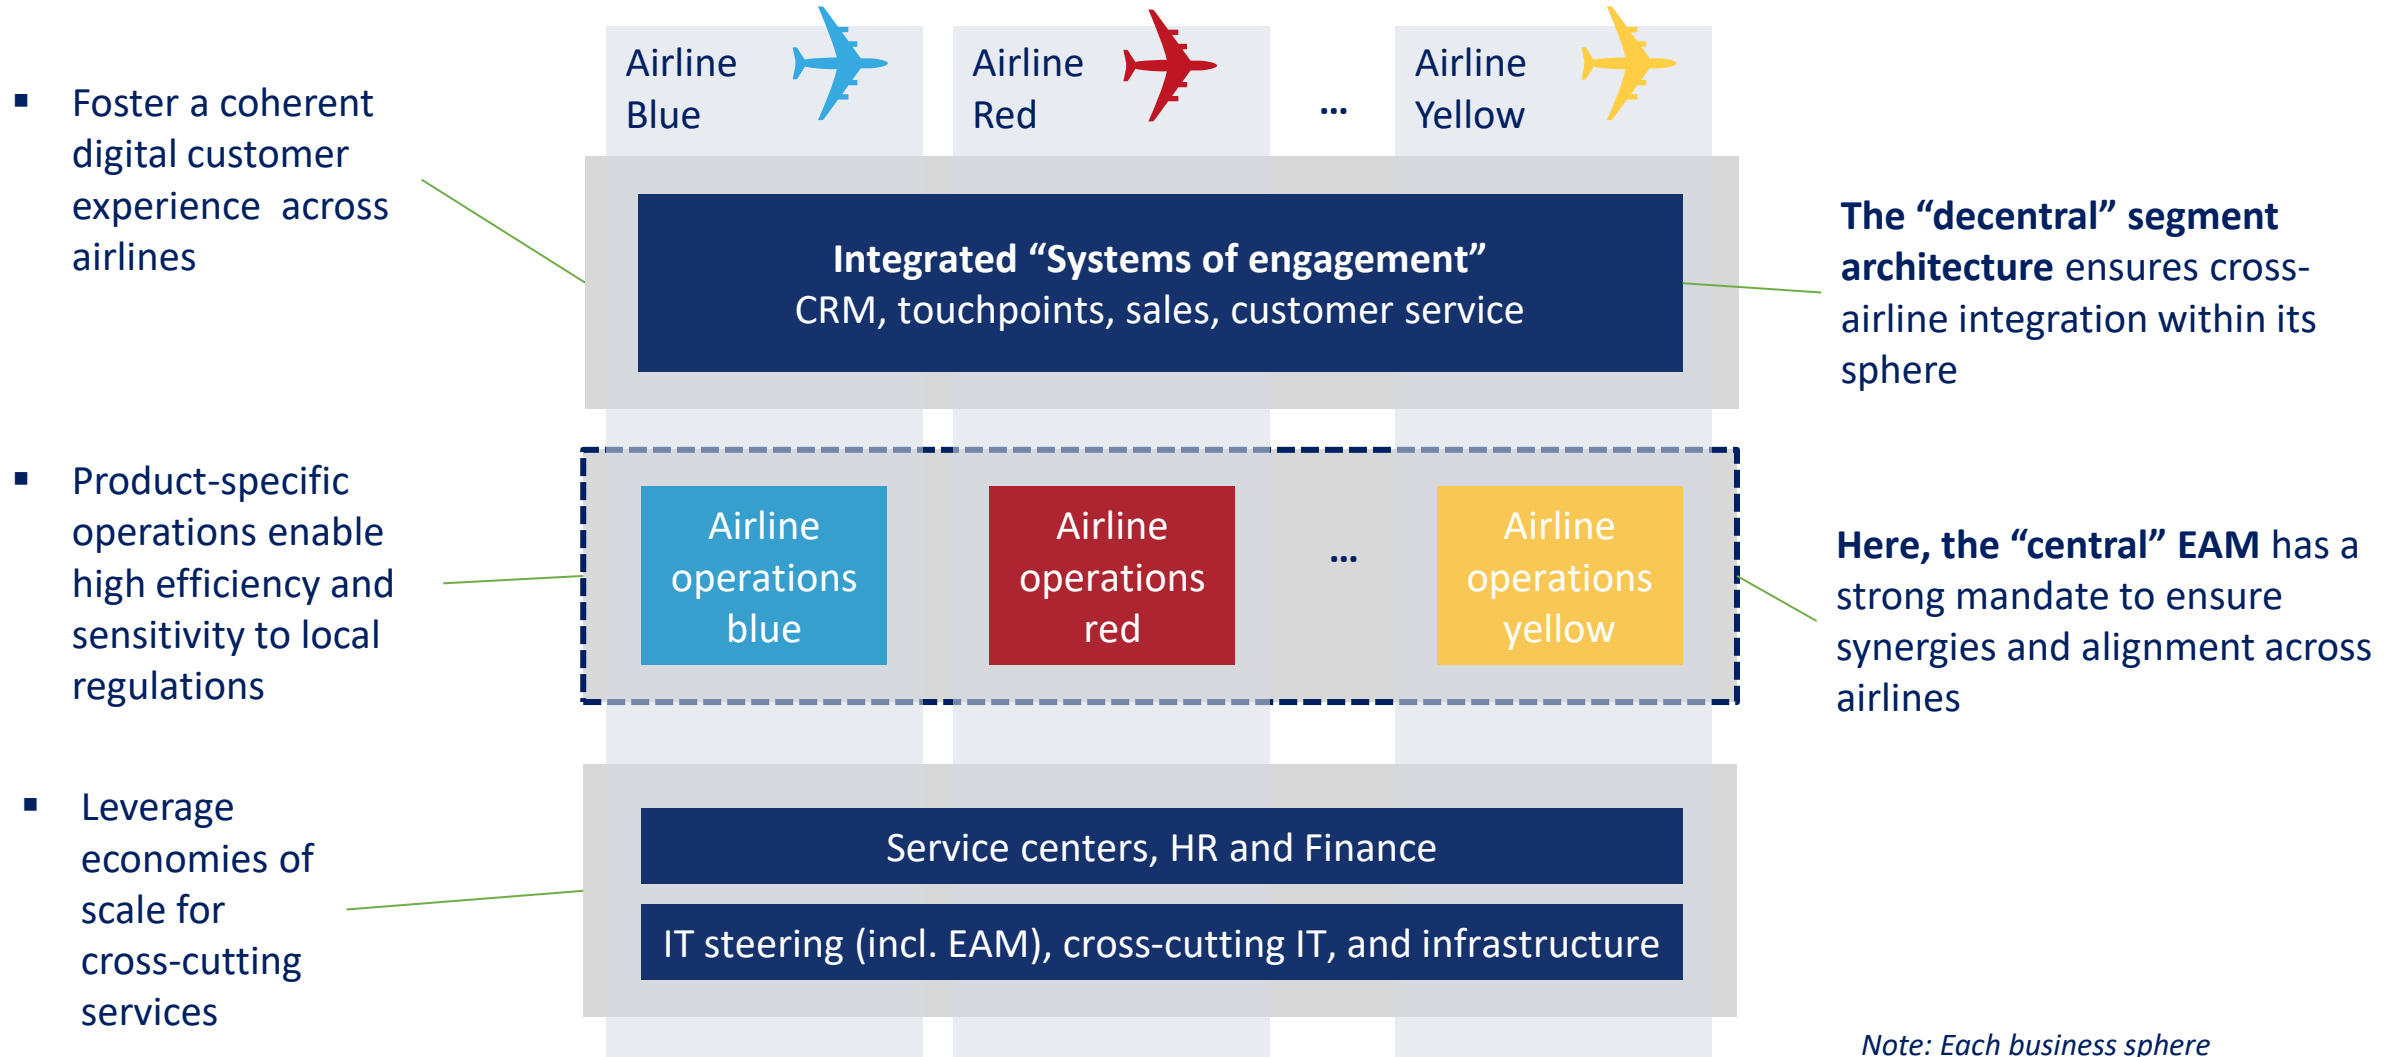 Airline
Blue
Airline
Red
...
Airline
Yellow
▪ Foster a coherent
digital customer
experience  across
airlines
Integrated “Systems of engagement”
CRM, touchpoints, sales, customer service
The “decentral” segment
architecture ensures cross-
airline integration within its
sphere
▪ Product-specific
operations enable
high efficiency and
sensitivity to local
regulations
Airline
operations
blue
Airline
operations
red
...
Airline
operations
yellow
Here, the “central” EAM has a
strong mandate to ensure
synergies and alignment across
airlines
▪ Leverage
economies of
scale for
cross-cutting
services
Service centers, HR and Finance
IT steering (incl. EAM), cross-cutting IT, and infrastructure
Note: Each business sphere